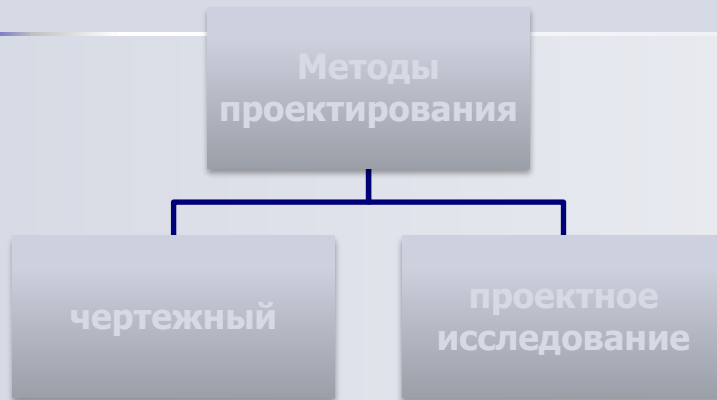 Методы
проектирования
чертежный
проектное
исследование